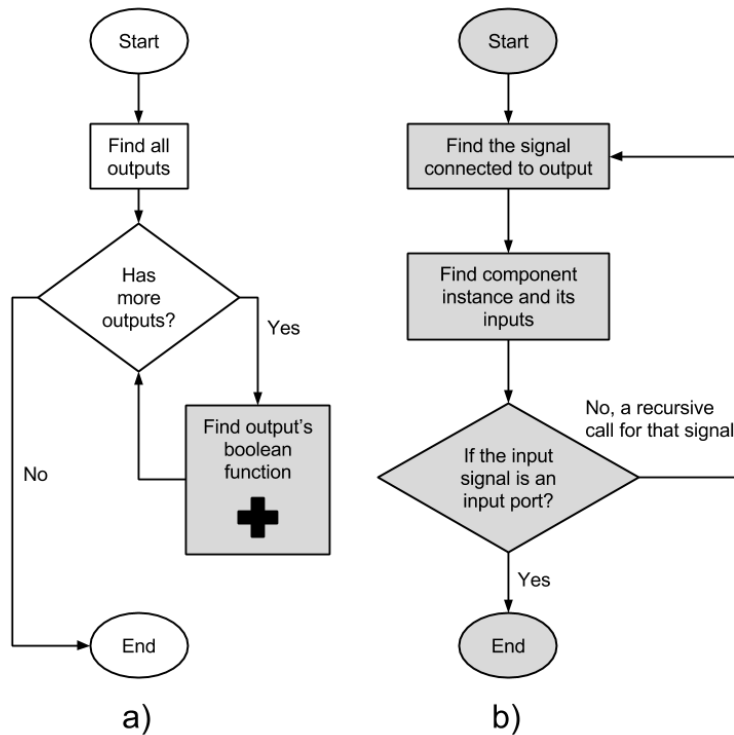 Start
Find all
outputs
Has
more
outputs?
Yes
Find output's
boolean
function
No
End
a)
Start
Find the signal
connected to output
Find component
instance and its
inputs
No, a recursive
call for that signal
If the input
signal is an
input port?
Yes
End
b)